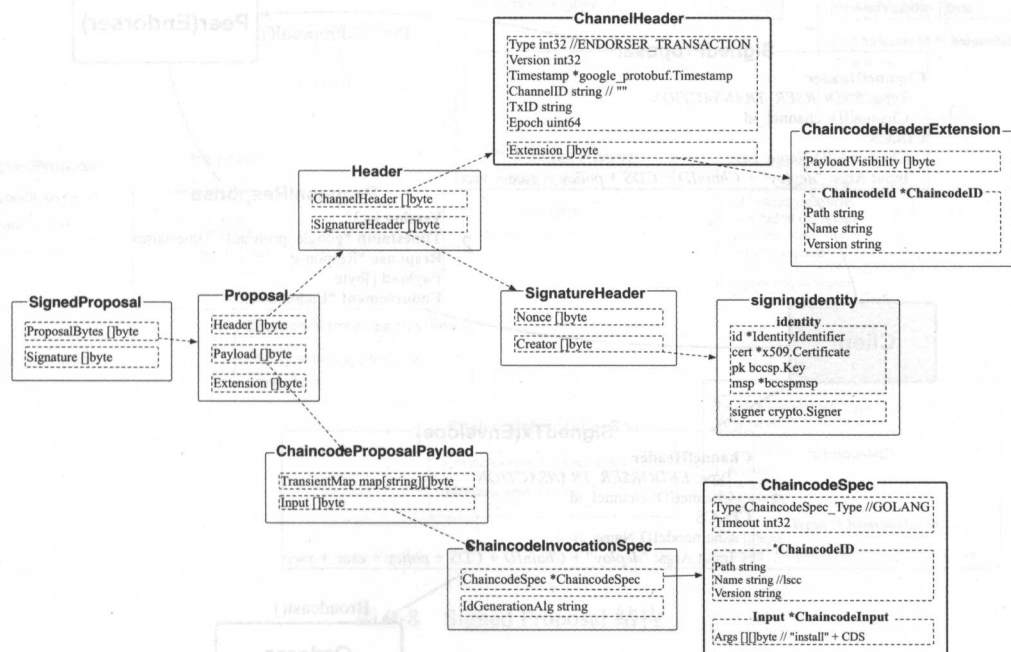 ChannelHeader
Type int32 //ENDORSER_TRANSACTION
Version int32
Timestamp *google_protobuf.Timestamp
ChannelID string // ""
TxID string
Epoch uint64
Extension []byte
ChaincodeHeaderExtension
PayloadVisibility []byte
ChaincodeId *ChaincodeID
Path string
Name string
Version string
Header
ChannelHeader []byte
SignatureHeader []byte
SignedProposal
ProposalBytes []byte
Signature []byte
Proposal
Header []byte
Payload []byte
Extension []byte
SignatureHeader
Nonce []byte
Creator []byte
signingidentity
identity
id *IdentityIdentifier
cert *x509.Certificate
pk bccsp.Key
msp *bccspmsp
signer crypto.Signer
ChaincodeProposalPayload
TransientMap map[string][]byte
Input []byte
ChaincodeInvocationSpec
ChaincodeSpec *ChaincodeSpec
IdGenerationAlg string
ChaincodeSpec
Type ChaincodeSpec_Type //GOLANG
Timeout int32
*ChaincodeID
Path string
Name string //lscc
Version string
Input *ChaincodeInput
Args [][]byte // "install" + CDS